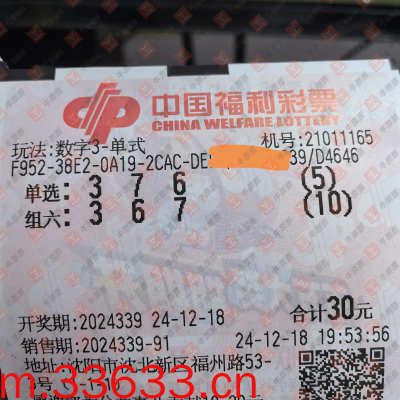 中国福利彩票
CHINA WELFARE LOTTERY
玩法:数字3-单式 机号:21011165
F952-38E2-0A19-2CAC-DE 39/D4646
单选: 3 7 6 (5)
组六: 3 6 7 (10)
开奖期:2024339 24-12-18 合计30元
销售期:2024339-91 24-12-18 19:53:56
地址:沈阳市沈北新区福州路53-
m.33633.cn